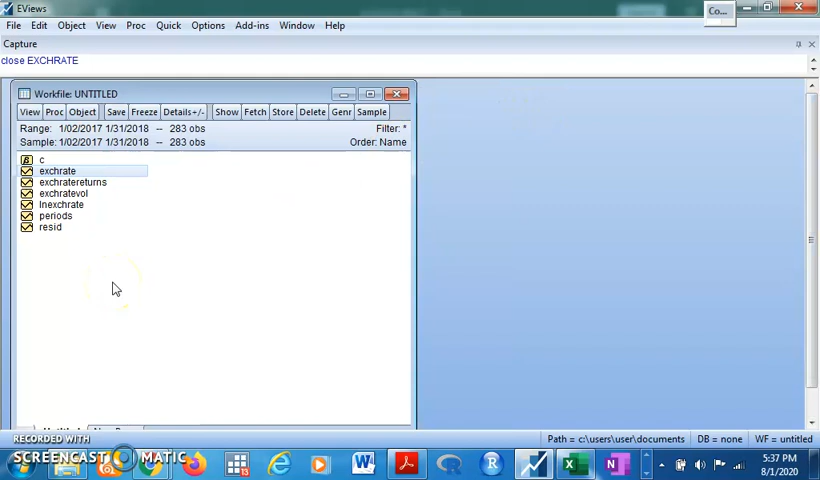 EViews
Co...
File Edit Object View Proc Quick Options Add-ins Window Help
Capture
close EXCHRATE
Workfile: UNTITLED
View Proc Object Save Freeze Details+/- Show Fetch Store Delete Genr Sample
Range: 1/02/2017 1/31/2018 -- 283 obs Filter: *
Sample: 1/02/2017 1/31/2018 -- 283 obs Order: Name
c
exchrate
exchratereturns
exchratevol
lnexchrate
periods
resid
RECORDED WITH
SCREENCAST MATIC
Path = c:\users\user\documents DB = none WF = untitled
5:37 PM
8/1/2020